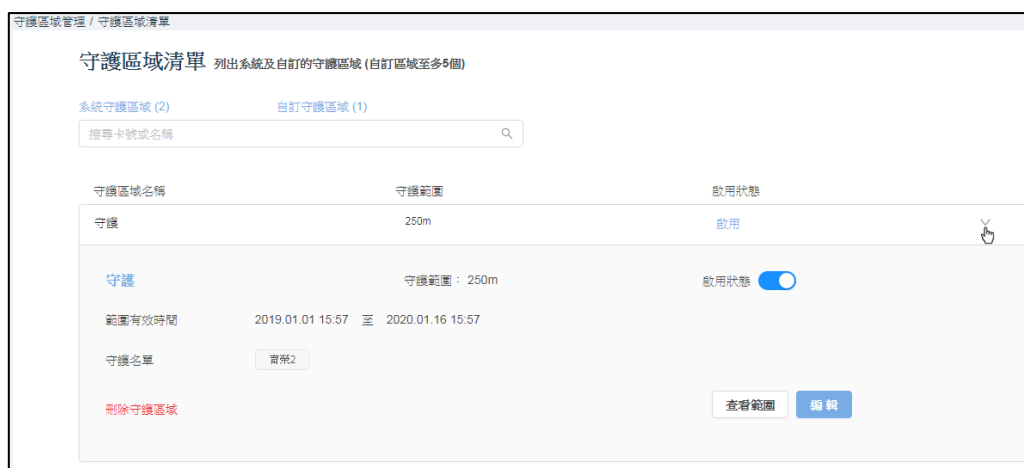 守護區域管理 / 守護區域清單
守護區域清單 列出系統及自訂的守護區域 (自訂區域至多5個)
系統守護區域 (2) 自訂守護區域 (1)
搜尋卡號或名稱
守護區域名稱 守護範圍 啟用狀態
守護 250m 啟用
守護 守護範圍： 250m 啟用狀態
範圍有效時間 2019.01.01 15:57 至 2020.01.16 15:57
守護名單 育榮2
刪除守護區域 查看範圍 編輯